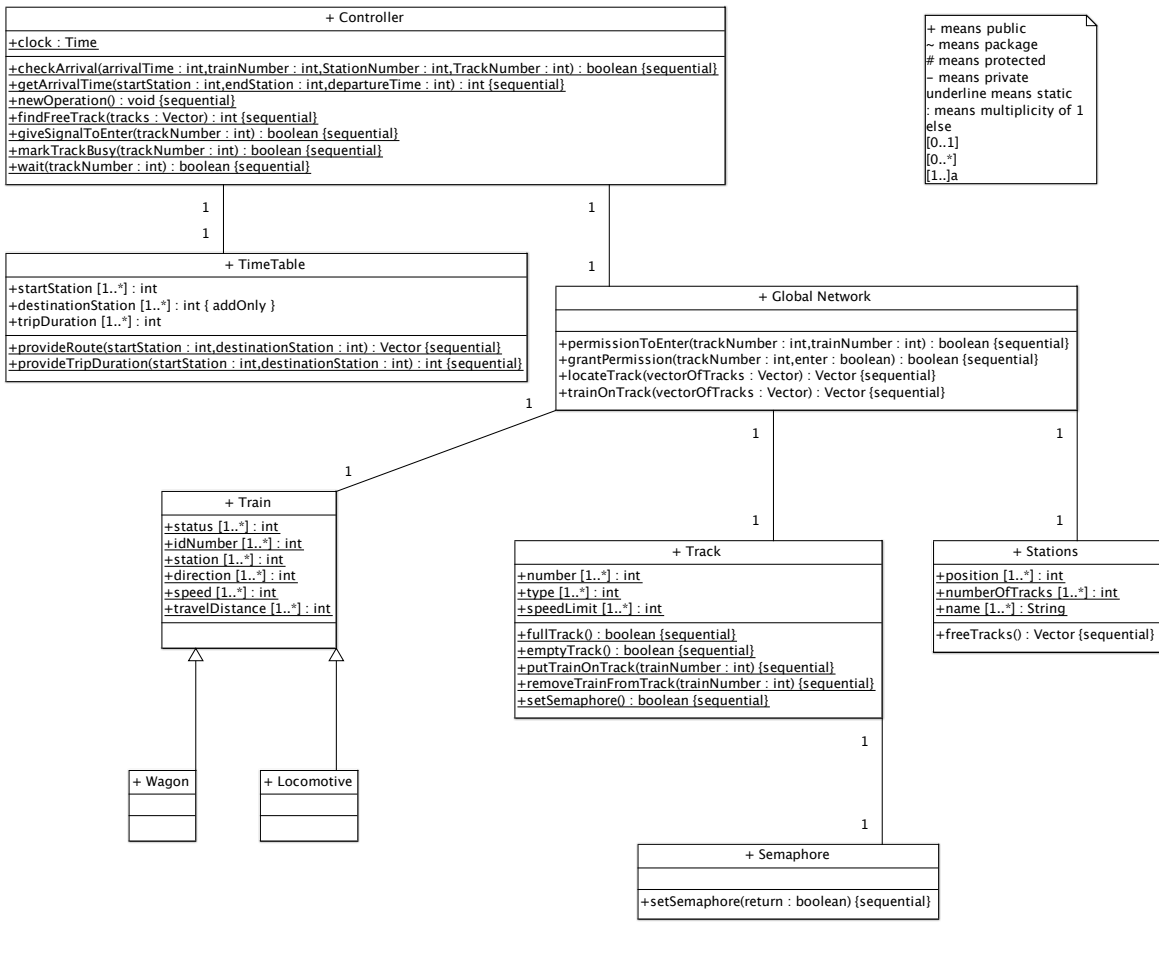 + Controller
+clock : Time
+checkArrival(arrivalTime : int,trainNumber : int,StationNumber : int,TrackNumber : int) : boolean {sequential}
+getArrivalTime(startStation : int,endStation : int,departureTime : int) : int {sequential}
+newOperation() : void {sequential}
+findFreeTrack(tracks : Vector) : int {sequential}
+giveSignalToEnter(trackNumber : int) : boolean {sequential}
+markTrackBusy(trackNumber : int) : boolean {sequential}
+wait(trackNumber : int) : boolean {sequential}
+ means public
~ means package
# means protected
– means private
underline means static
: means multiplicity of 1
else
[0..1]
[0..*]
[1..]a
1
1
1
1
+ TimeTable
+startStation [1..*] : int
+destinationStation [1..*] : int { addOnly }
+tripDuration [1..*] : int
+provideRoute(startStation : int,destinationStation : int) : Vector {sequential}
+provideTripDuration(startStation : int,destinationStation : int) : int {sequential}
+ Global Network
+permissionToEnter(trackNumber : int,trainNumber : int) : boolean {sequential}
+grantPermission(trackNumber : int,enter : boolean) : boolean {sequential}
+locateTrack(vectorOfTracks : Vector) : Vector {sequential}
+trainOnTrack(vectorOfTracks : Vector) : Vector {sequential}
1
1
1
1
1
1
+ Train
+status [1..*] : int
+idNumber [1..*] : int
+station [1..*] : int
+direction [1..*] : int
+speed [1..*] : int
+travelDistance [1..*] : int
+ Track
+number [1..*] : int
+type [1..*] : int
+speedLimit [1..*] : int
+fullTrack() : boolean {sequential}
+emptyTrack() : boolean {sequential}
+putTrainOnTrack(trainNumber : int) {sequential}
+removeTrainFromTrack(trainNumber : int) {sequential}
+setSemaphore() : boolean {sequential}
+ Stations
+position [1..*] : int
+numberOfTracks [1..*] : int
+name [1..*] : String
+freeTracks() : Vector {sequential}
+ Wagon
+ Locomotive
1
1
+ Semaphore
+setSemaphore(return : boolean) {sequential}